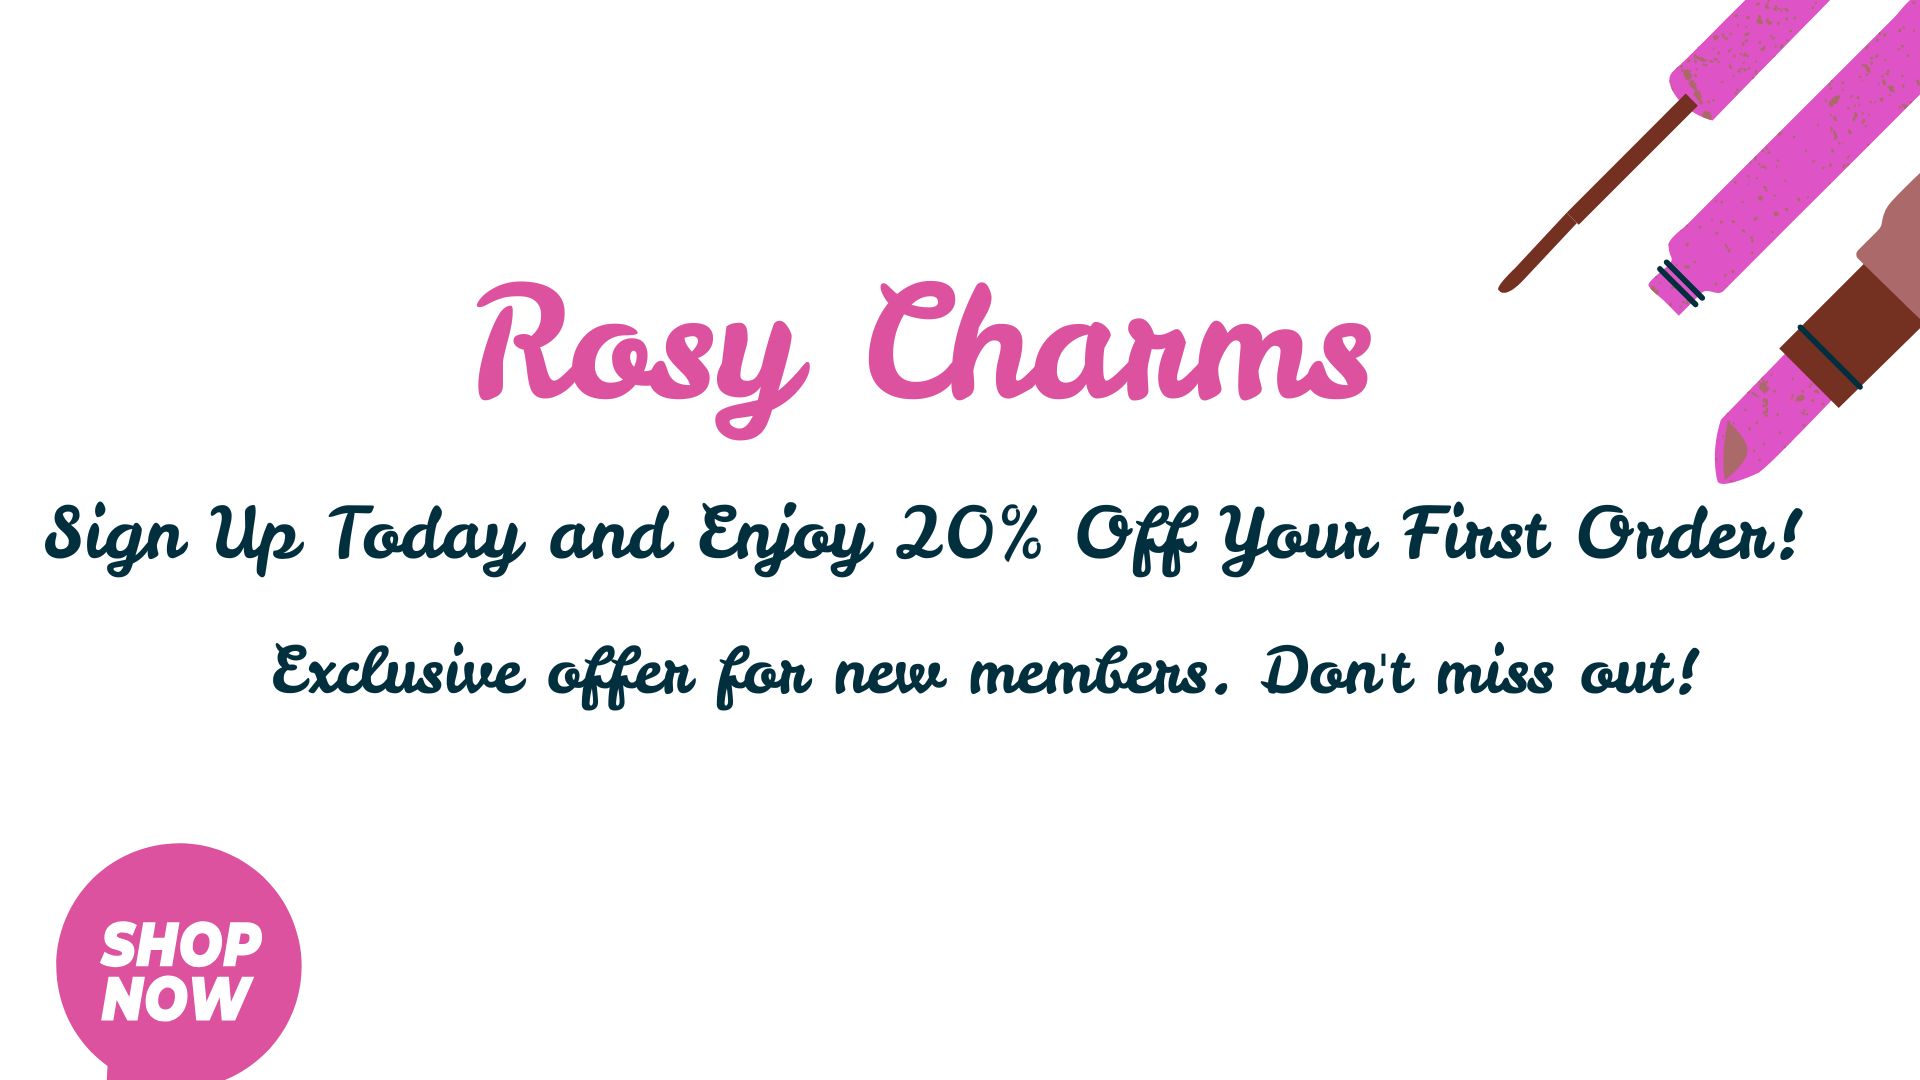 Rosy Charms
Sign Up Today and Enjoy 20% Off Your First Order!
Exclusive offer for new members. Don't miss out!
SHOP
NOW